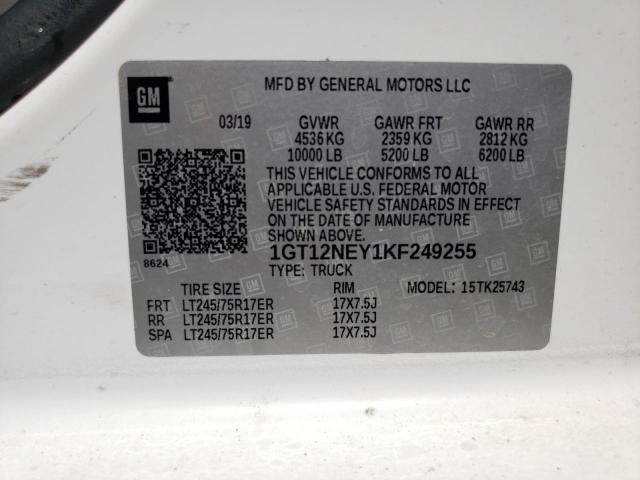 GM
MFD BY GENERAL MOTORS LLC
03/19 GVWR GAWR FRT GAWR RR
4536 KG 2359 KG 2812 KG
10000 LB 5200 LB 6200 LB
THIS VEHICLE CONFORMS TO ALL
APPLICABLE U.S. FEDERAL MOTOR
VEHICLE SAFETY STANDARDS IN EFFECT
ON THE DATE OF MANUFACTURE
SHOWN ABOVE.
8624
1GT12NEY1KF249255
TYPE: TRUCK
TIRE SIZE RIM MODEL: 15TK25743
FRT LT245/75R17ER 17X7.5J
RR LT245/75R17ER 17X7.5J
SPA LT245/75R17ER 17X7.5J